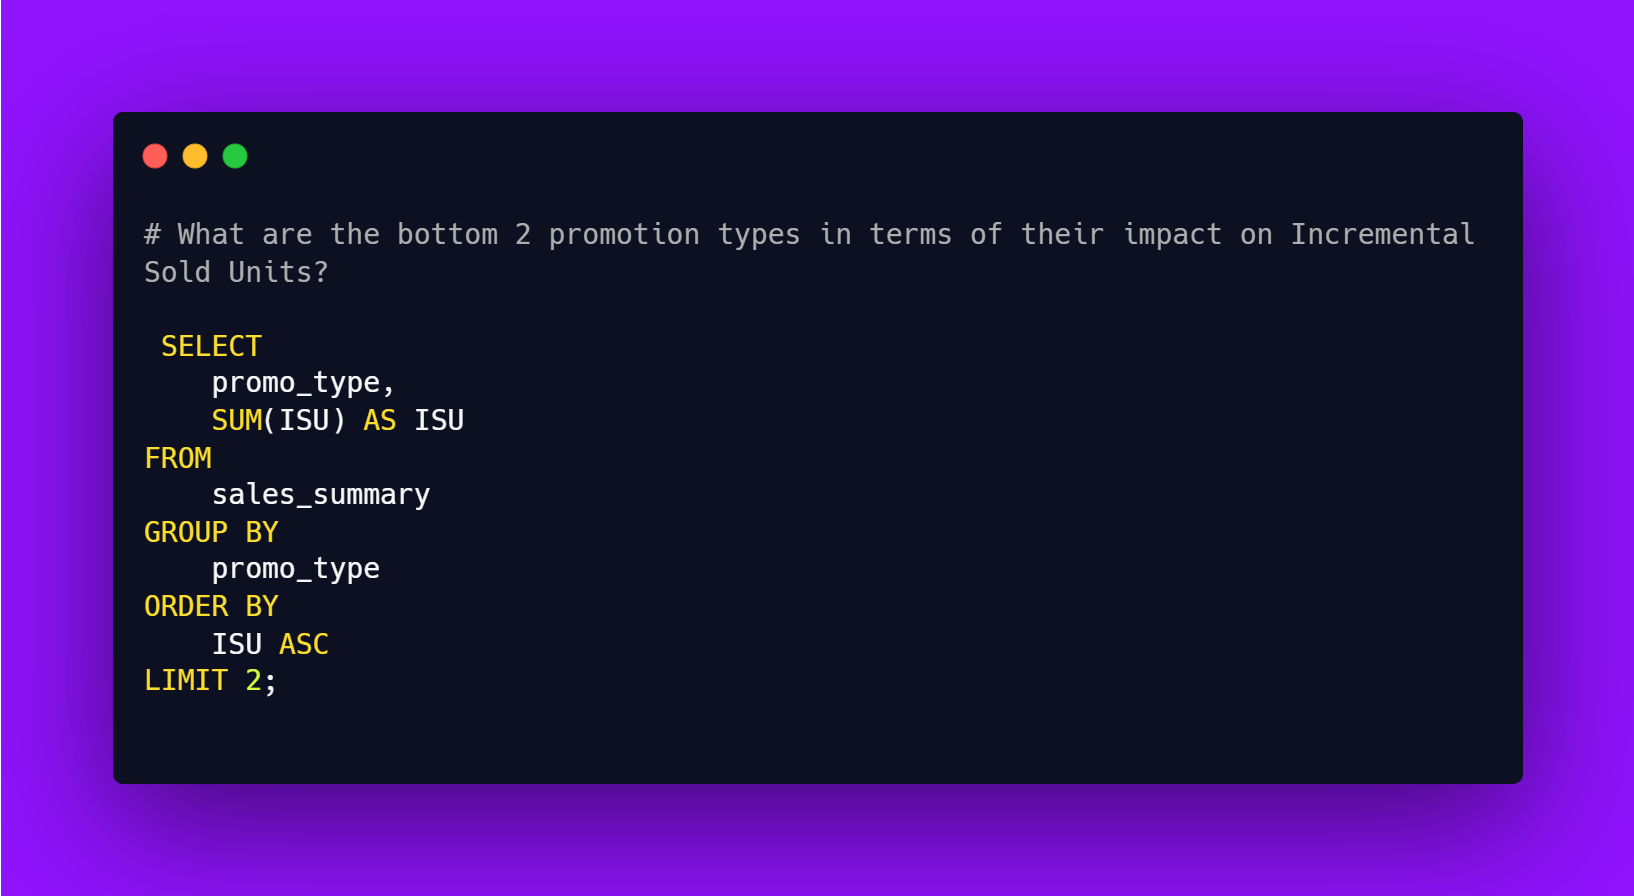 # What are the bottom 2 promotion types in terms of their impact on Incremental
Sold Units?
SELECT
promo_type,
SUM(ISU) AS ISU
FROM
sales_summary
GROUP BY
promo_type
ORDER BY
ISU ASC
LIMIT 2;